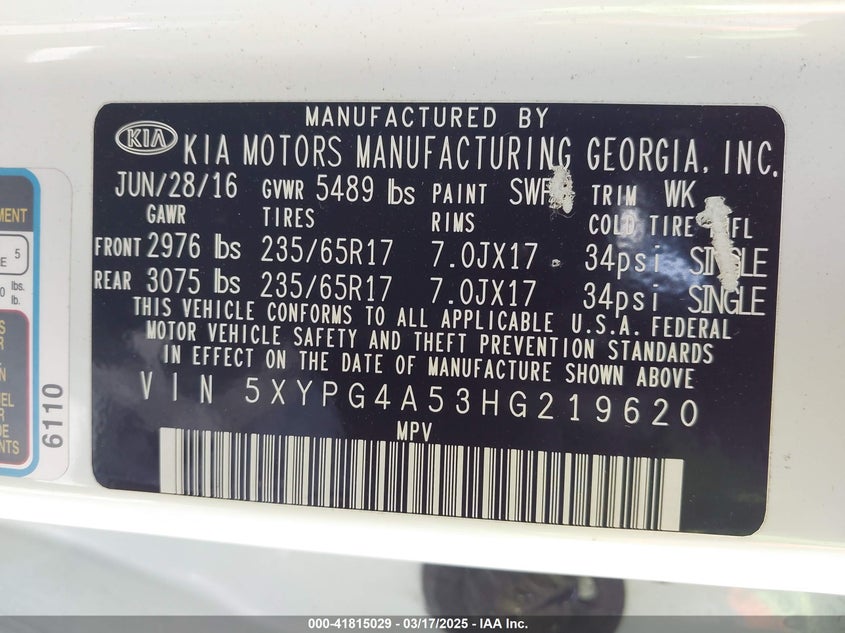 MANUFACTURED BY
KIA KIA MOTORS MANUFACTURING GEORGIA, INC.
JUN/28/16 GVWR 5489 lbs PAINT TRIM WK
GAWR TIRES RIMS COLD TIRE
FRONT 2976 lbs 235/65R17 7.0JX17 34psi SINGLE
REAR 3075 lbs 235/65R17 7.0JX17 34psi SINGLE
THIS VEHICLE CONFORMS TO ALL APPLICABLE U.S.A. FEDERAL
MOTOR VEHICLE SAFETY AND THEFT PREVENTION STANDARDS
IN EFFECT ON THE DATE OF MANUFACTURE SHOWN ABOVE
VIN 5XYPG4A53HG219620
MPV
5
lbs.
lb.
6110
000-41815029 — 03/17/2025 — IAA Inc.